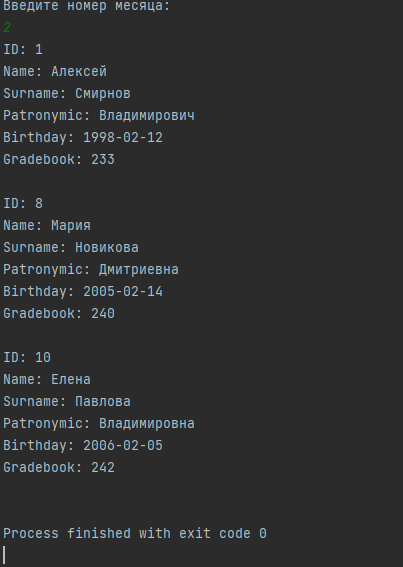 Введите номер месяца:
2
ID: 1
Name: Алексей
Surname: Смирнов
Patronymic: Владимирович
Birthday: 1998-02-12
Gradebook: 233
ID: 8
Name: Мария
Surname: Новикова
Patronymic: Дмитриевна
Birthday: 2005-02-14
Gradebook: 240
ID: 10
Name: Елена
Surname: Павлова
Patronymic: Владимировна
Birthday: 2006-02-05
Gradebook: 242
Process finished with exit code 0